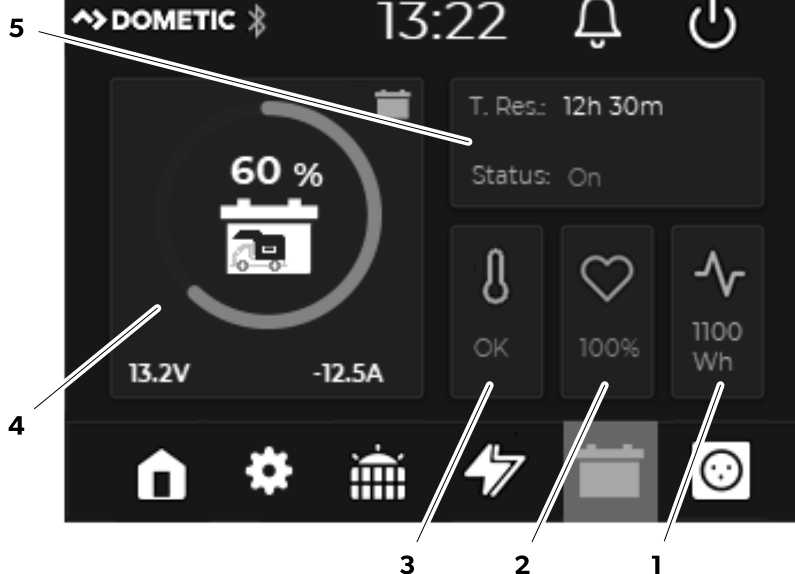 DOMETIC 13:22
5
T. Res.: 12h 30m
60 %
Status: On
OK
100%
1100
Wh
13.2V -12.5A
4
3 2 1